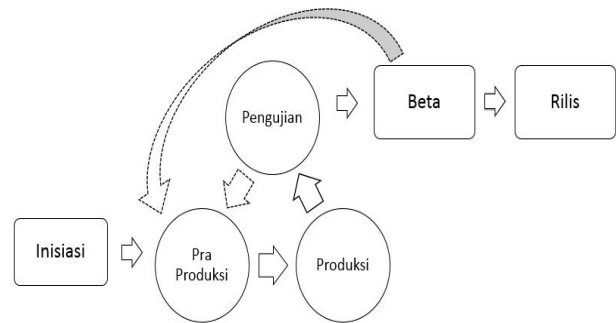 Pengujian
Beta
Rilis
Inisiasi
Pra
Produksi
Produksi